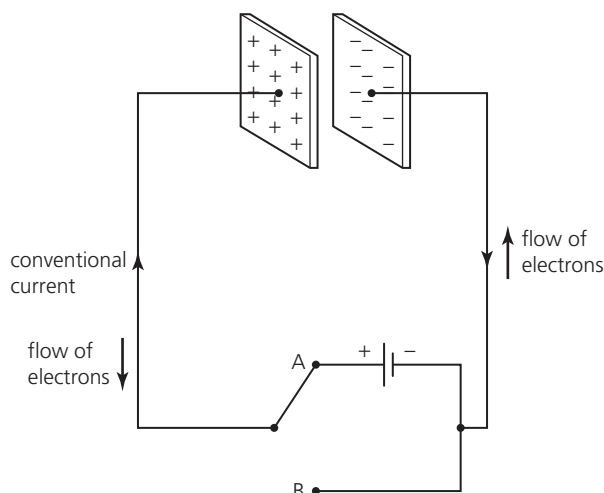 conventional
current
flow of
electrons
flow of
electrons
A
+ −
B